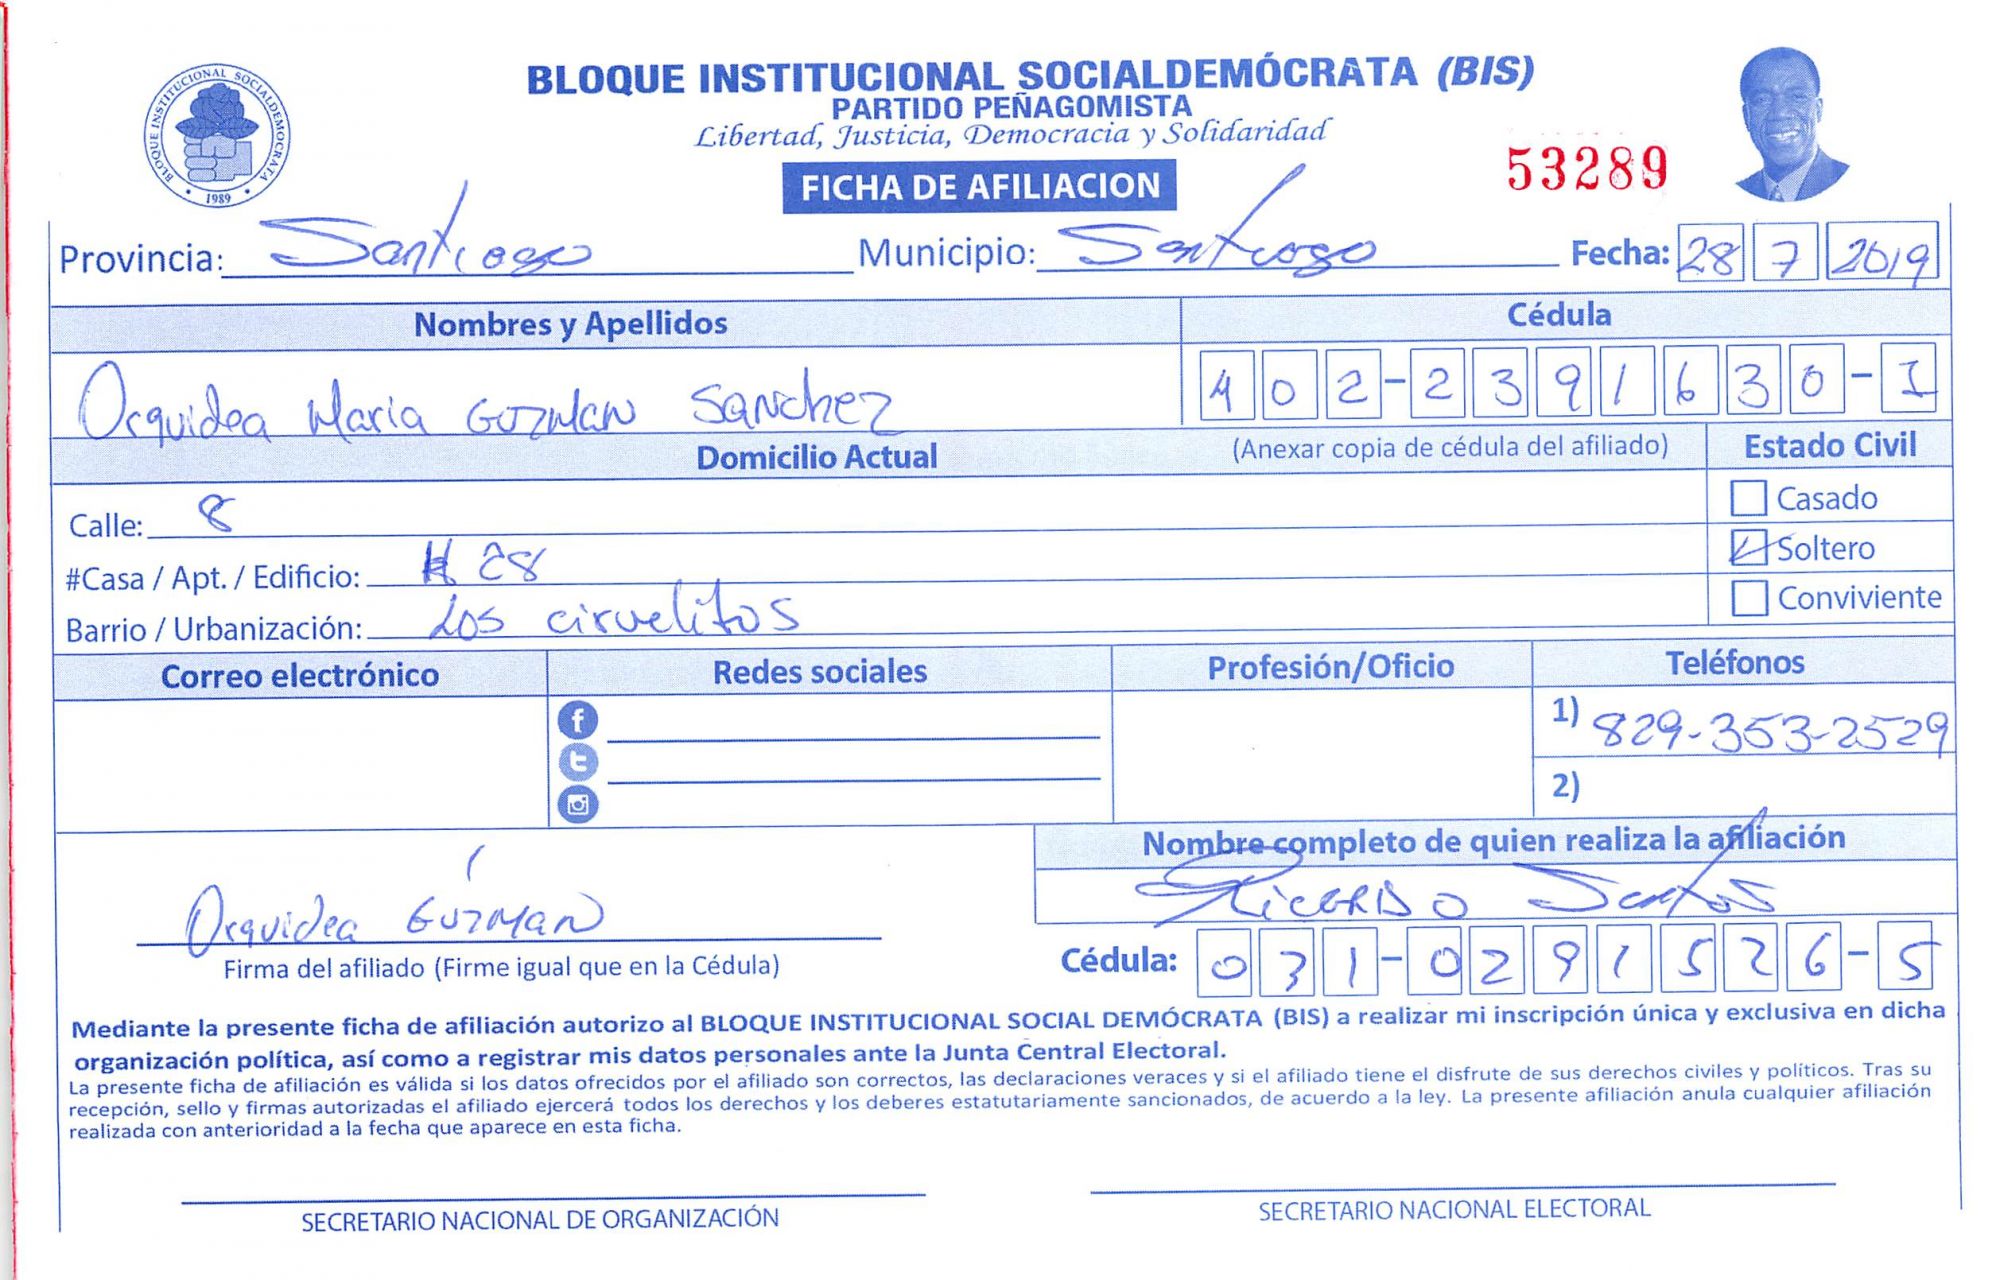 BLOQUE INSTITUCIONAL SOCIALDEMOCRATA
1989
BLOQUE INSTITUCIONAL SOCIALDEMÓCRATA (BIS)
PARTIDO PEÑAGOMISTA
Libertad, Justicia, Democracia y Solidaridad
FICHA DE AFILIACION
53289
Provincia: Santiago Municipio: Santiago Fecha: 28 7 2019
Nombres y Apellidos Cédula
Orquidea Maria GUZMAN Sanchez 402-2391630-1
Domicilio Actual (Anexar copia de cédula del afiliado) Estado Civil
Calle: 8 Casado
#Casa / Apt. / Edificio: # 28 Soltero
Barrio / Urbanización: Los ciruelitos Conviviente
Correo electrónico Redes sociales Profesión/Oficio Teléfonos
1) 829-353-2529
2)
Nombre completo de quien realiza la afiliación
Ricardo Santos
Orquidea GUZMAN
Firma del afiliado (Firme igual que en la Cédula) Cédula: 031-0291526-5
Mediante la presente ficha de afiliación autorizo al BLOQUE INSTITUCIONAL SOCIAL DEMÓCRATA (BIS) a realizar mi inscripción única y exclusiva en dicha
organización política, así como a registrar mis datos personales ante la Junta Central Electoral.
La presente ficha de afiliación es válida si los datos ofrecidos por el afiliado son correctos, las declaraciones veraces y si el afiliado tiene el disfrute de sus derechos civiles y políticos. Tras su
recepción, sello y firmas autorizadas el afiliado ejercerá todos los derechos y los deberes estatutariamente sancionados, de acuerdo a la ley. La presente afiliación anula cualquier afiliación
realizada con anterioridad a la fecha que aparece en esta ficha.
SECRETARIO NACIONAL DE ORGANIZACIÓN SECRETARIO NACIONAL ELECTORAL